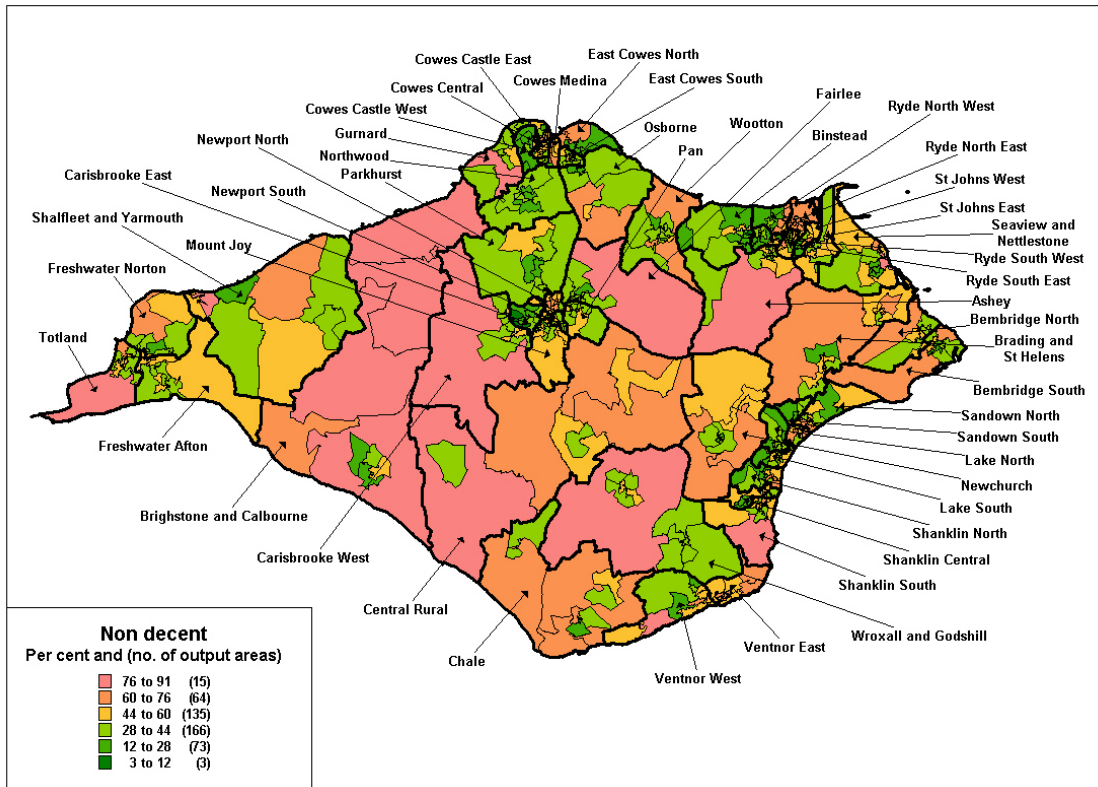 East Cowes North
Cowes Castle East
Cowes Medina
East Cowes South
Cowes Central
Fairlee
Cowes Castle West
Ryde North West
Newport North
Gurnard
Osborne
Wootton
Binstead
Northwood
Pan
Ryde North East
Carisbrooke East
Parkhurst
St Johns West
Newport South
Shalfleet and Yarmouth
St Johns East
Seaview and
Nettlestone
Mount Joy
Ryde South West
Freshwater Norton
Ryde South East
Ashey
Totland
Bembridge North
Brading and
St Helens
Bembridge South
Sandown North
Freshwater Afton
Sandown South
Lake North
Newchurch
Brighstone and Calbourne
Lake South
Shanklin North
Carisbrooke West
Shanklin Central
Shanklin South
Central Rural
Wroxall and Godshill
Chale
Ventnor East
Ventnor West
Non decent
Per cent and (no. of output areas)
76 to 91 (15)
60 to 76 (64)
44 to 60 (135)
28 to 44 (166)
12 to 28 (73)
3 to 12 (3)